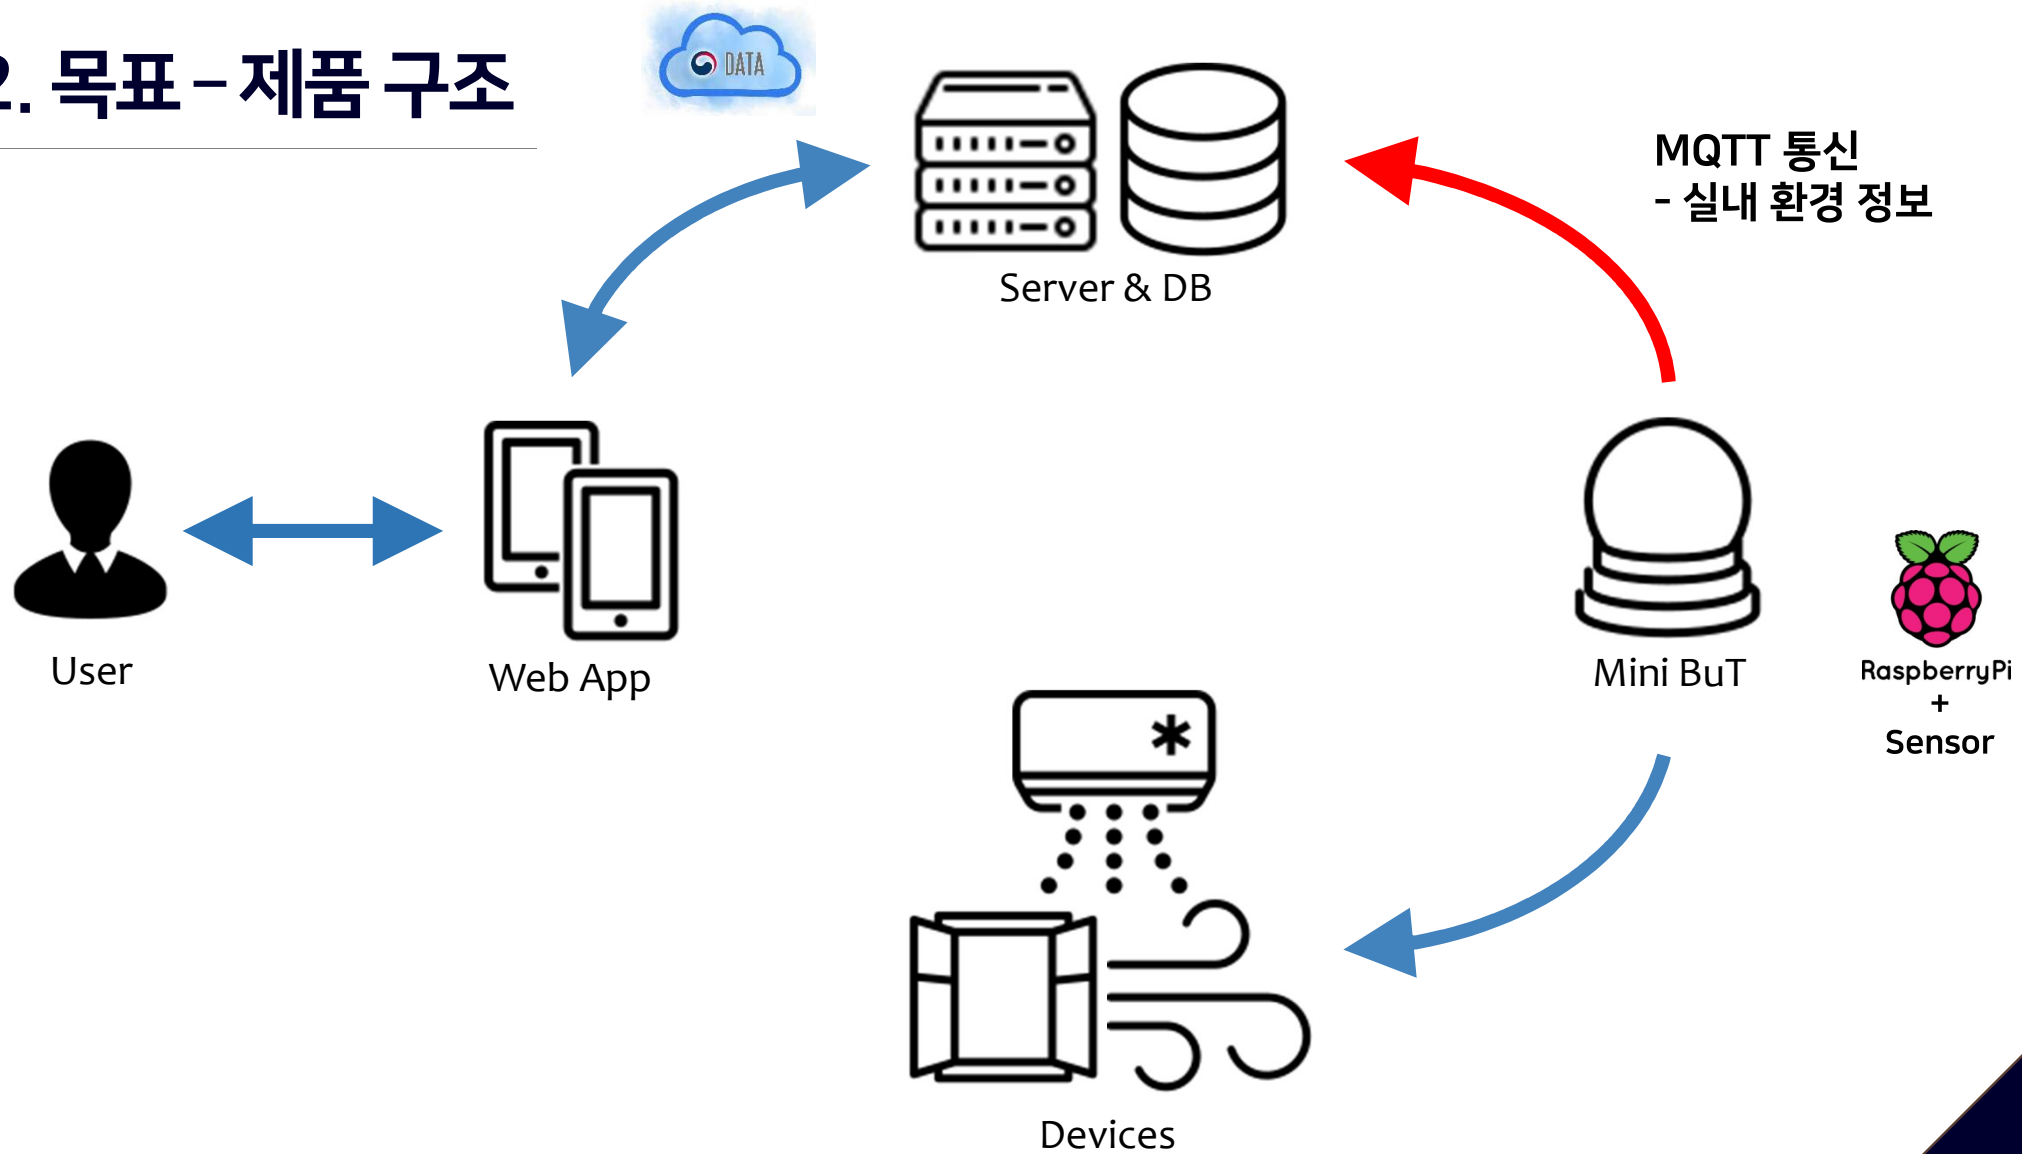 2. 목표 – 제품 구조
DATA
MQTT 통신
- 실내 환경 정보
Server & DB
User
Web App
Mini BuT
RaspberryPi
+
Sensor
Devices